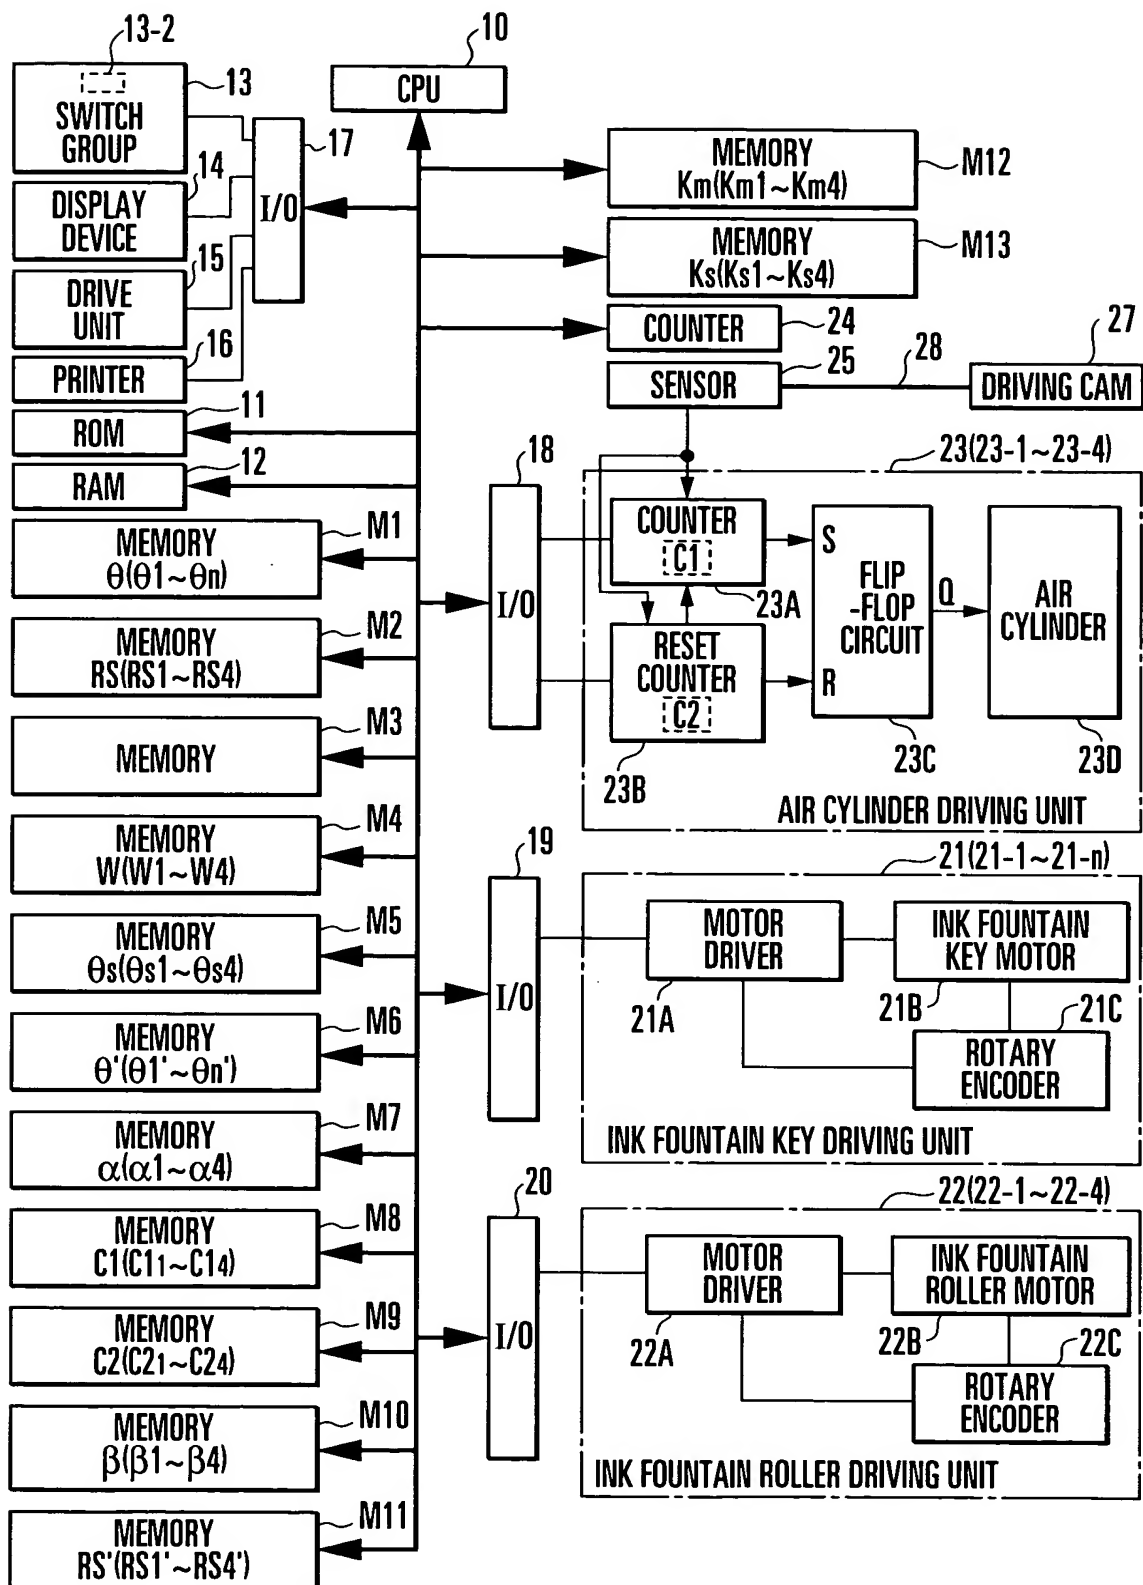 13-2
10
13
CPU
SWITCH
GROUP
17
14
DISPLAY
DEVICE
I/O
15
DRIVE
UNIT
16
PRINTER
11
ROM
12
RAM
MEMORY
Km(Km1~Km4)
M12
MEMORY
Ks(Ks1~Ks4)
M13
COUNTER
24
25
SENSOR
28
27
DRIVING CAM
18
I/O
23(23-1~23-4)
COUNTER
C1
23A
RESET
COUNTER
C2
23B
S
R
FLIP
-FLOP
CIRCUIT
Q
23C
AIR
CYLINDER
23D
AIR CYLINDER DRIVING UNIT
M1
MEMORY
θ(θ1~θn)
M2
MEMORY
RS(RS1~RS4)
M3
MEMORY
M4
MEMORY
W(W1~W4)
M5
MEMORY
θs(θs1~θs4)
M6
MEMORY
θ'(θ1'~θn')
M7
MEMORY
α(α1~α4)
M8
MEMORY
C1(C11~C14)
M9
MEMORY
C2(C21~C24)
M10
MEMORY
β(β1~β4)
M11
MEMORY
RS'(RS1'~RS4')
19
I/O
21(21-1~21-n)
MOTOR
DRIVER
21A
INK FOUNTAIN
KEY MOTOR
21B
21C
ROTARY
ENCODER
INK FOUNTAIN KEY DRIVING UNIT
20
I/O
22(22-1~22-4)
MOTOR
DRIVER
22A
INK FOUNTAIN
ROLLER MOTOR
22B
22C
ROTARY
ENCODER
INK FOUNTAIN ROLLER DRIVING UNIT